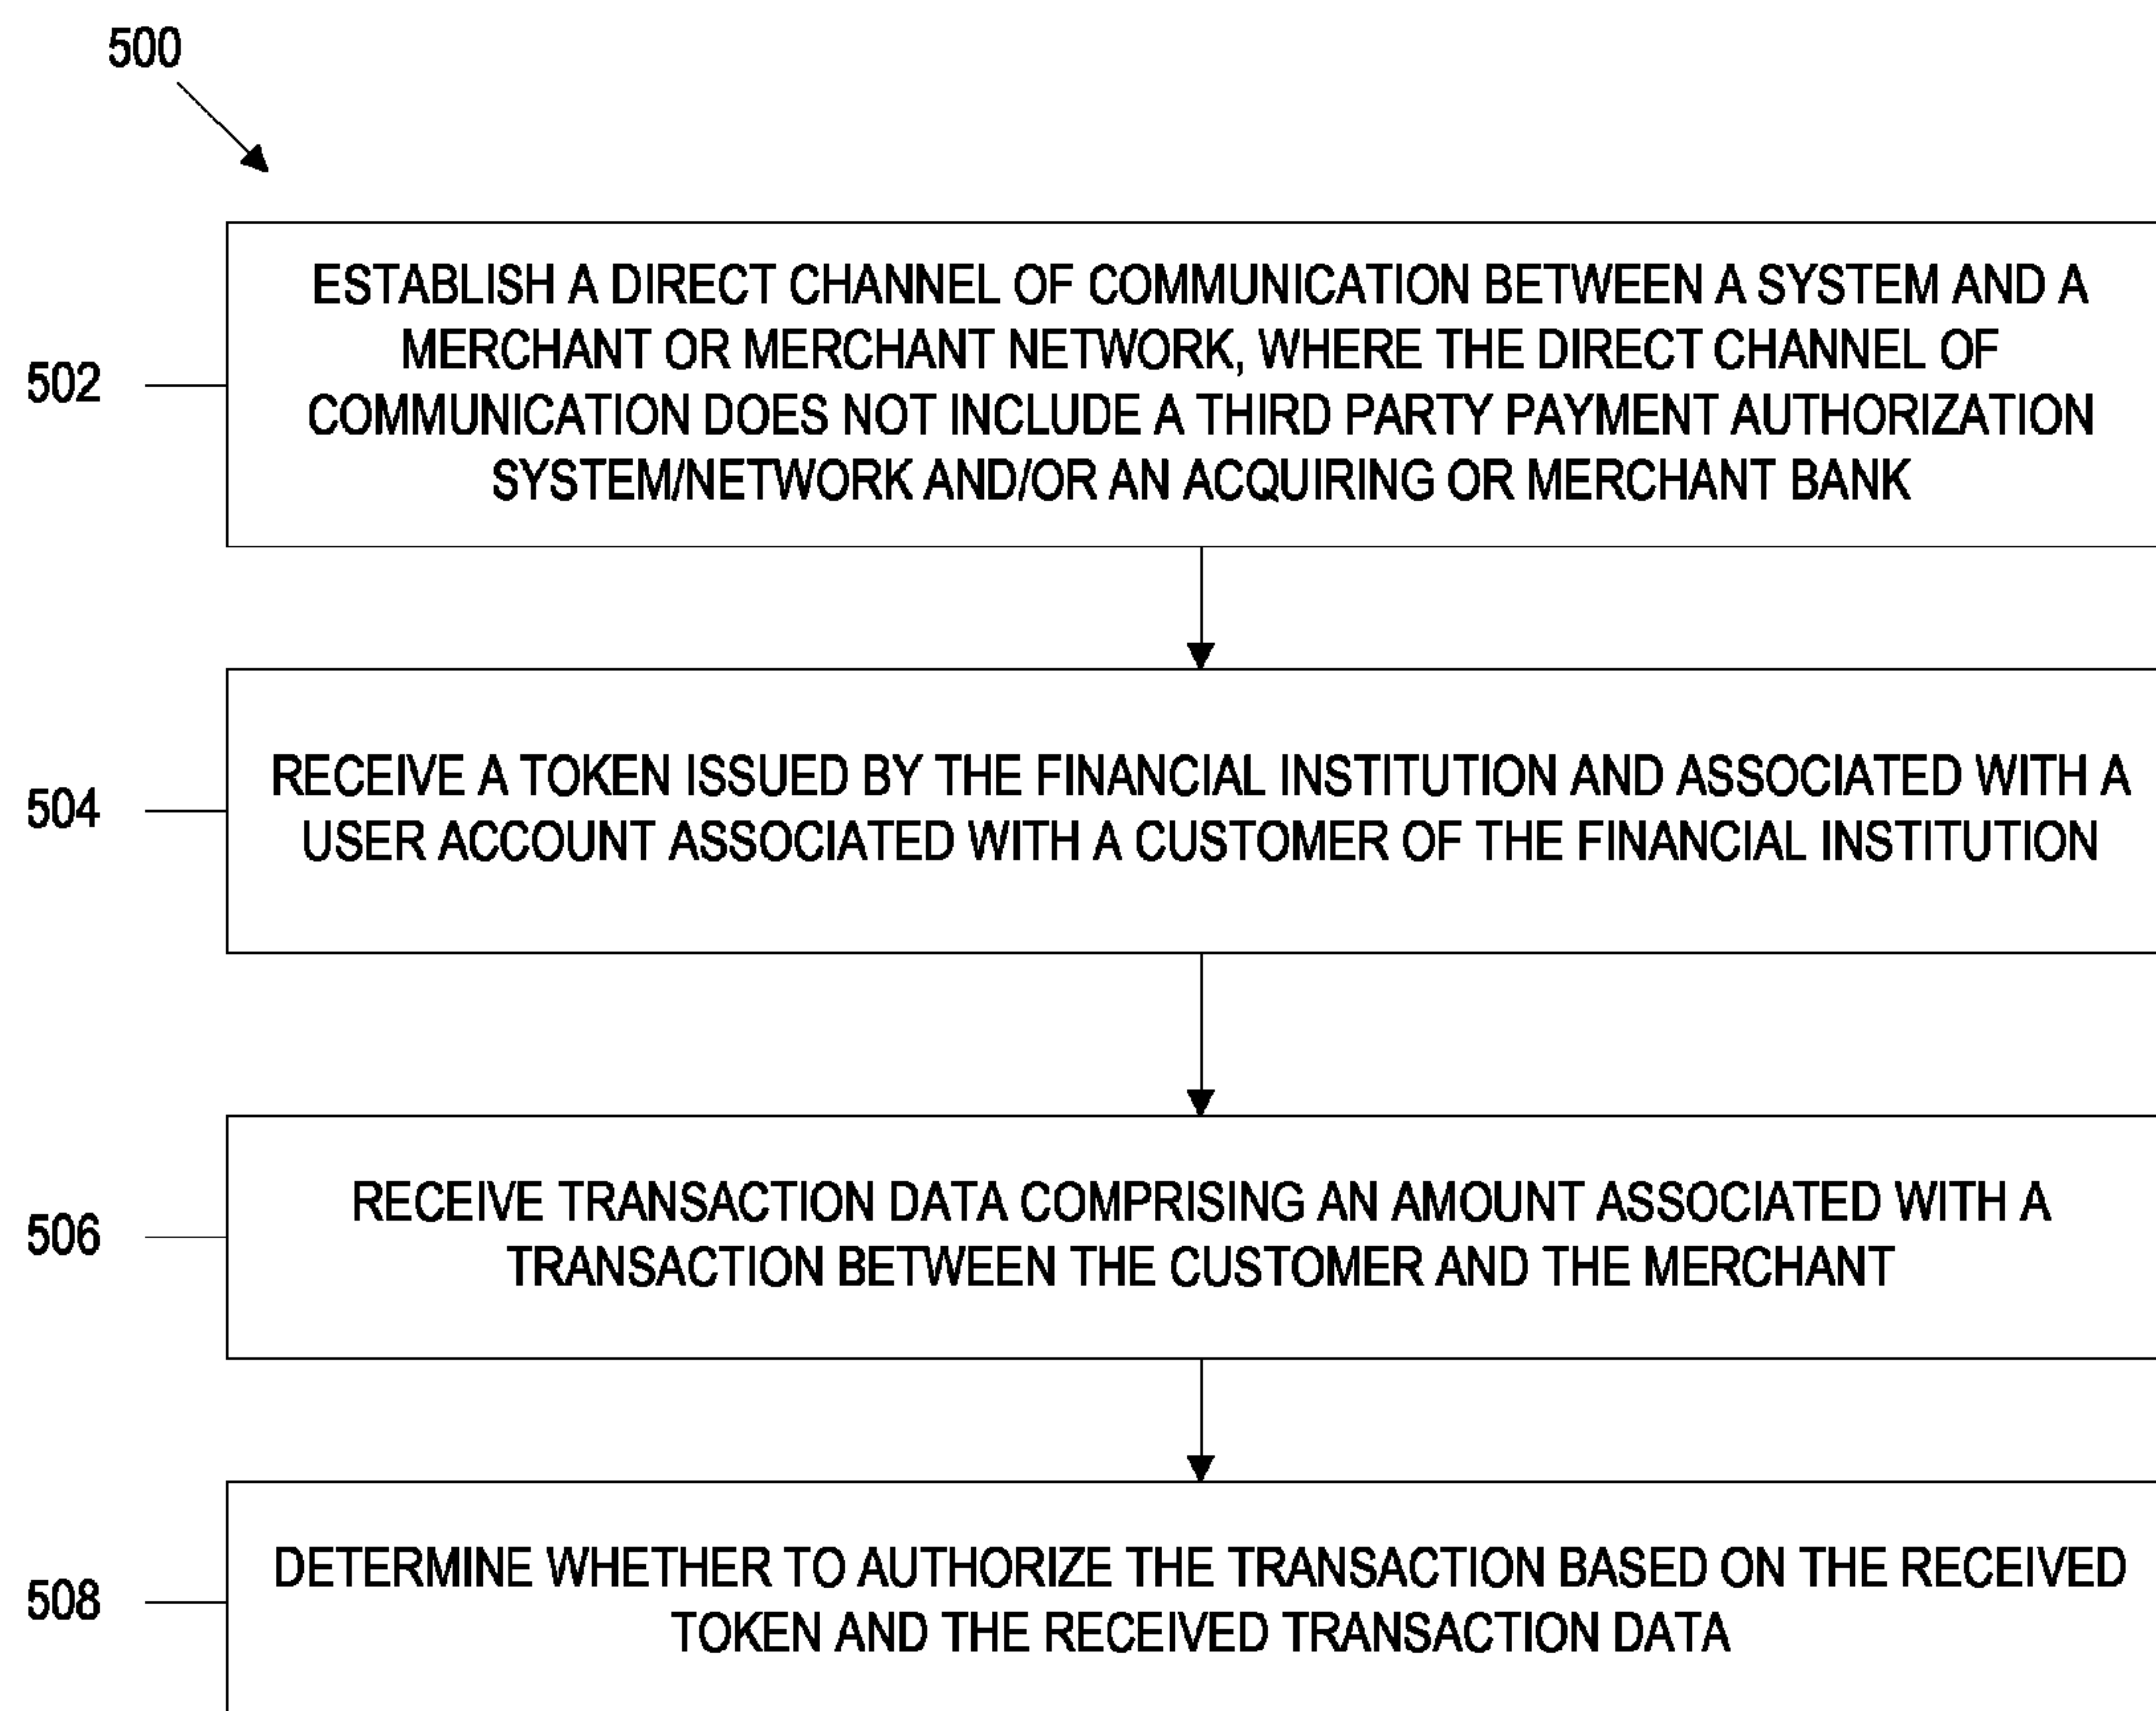 500
502
ESTABLISH A DIRECT CHANNEL OF COMMUNICATION BETWEEN A SYSTEM AND A
MERCHANT OR MERCHANT NETWORK, WHERE THE DIRECT CHANNEL OF
COMMUNICATION DOES NOT INCLUDE A THIRD PARTY PAYMENT AUTHORIZATION
SYSTEM/NETWORK AND/OR AN ACQUIRING OR MERCHANT BANK
504
RECEIVE A TOKEN ISSUED BY THE FINANCIAL INSTITUTION AND ASSOCIATED WITH A
USER ACCOUNT ASSOCIATED WITH A CUSTOMER OF THE FINANCIAL INSTITUTION
506
RECEIVE TRANSACTION DATA COMPRISING AN AMOUNT ASSOCIATED WITH A
TRANSACTION BETWEEN THE CUSTOMER AND THE MERCHANT
508
DETERMINE WHETHER TO AUTHORIZE THE TRANSACTION BASED ON THE RECEIVED
TOKEN AND THE RECEIVED TRANSACTION DATA